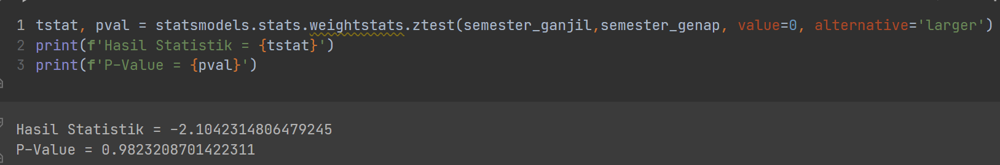 1 tstat, pval = statsmodels.stats.weightstats.ztest(semester_ganjil,semester_genap, value=0, alternative='larger')
2 print(f'Hasil Statistik = {tstat}')
3 print(f'P-Value = {pval}')
Hasil Statistik = -2.1042314806479245
P-Value = 0.9823208701422311